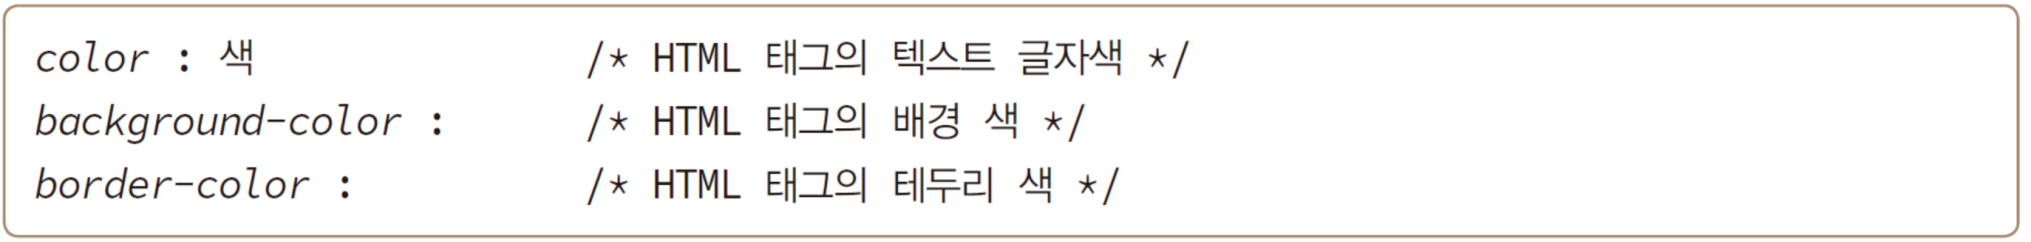 color : 색 /* HTML 태그의 텍스트 글자색 */
background-color : /* HTML 태그의 배경 색 */
border-color : /* HTML 태그의 테두리 색 */